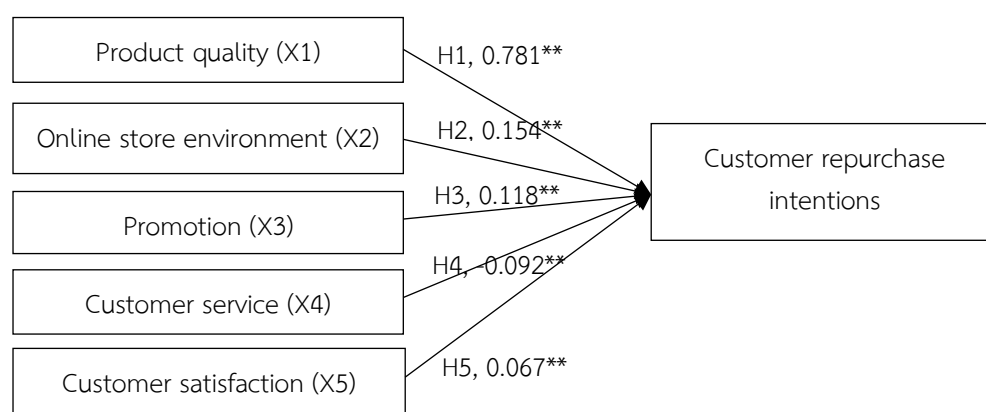 Product quality (X1)
H1, 0.781**
Online store environment (X2)
H2, 0.154**
Customer repurchase
intentions
Promotion (X3)
H3, 0.118**
Customer service (X4)
H4, -0.092**
Customer satisfaction (X5)
H5, 0.067**